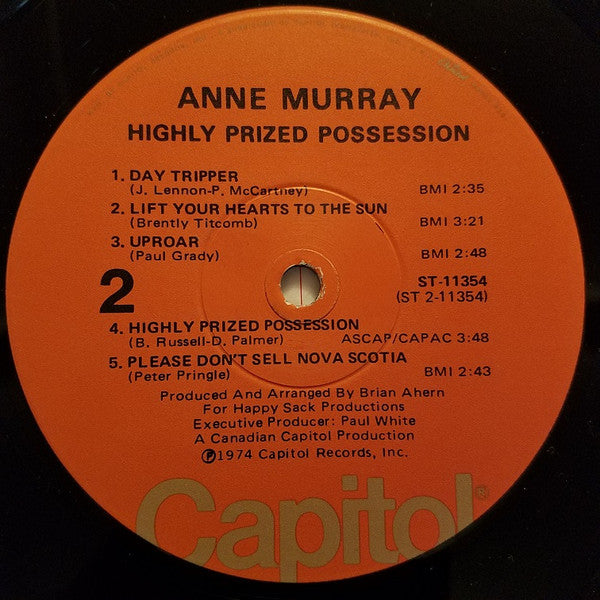 ANNE MURRAY
HIGHLY PRIZED POSSESSION
1. DAY TRIPPER
(J. Lennon-P. McCartney) BMI 2:35
2. LIFT YOUR HEARTS TO THE SUN
(Brently Titcomb) BMI 3:21
3. UPROAR
(Paul Grady) BMI 2:48
2 ST-11354
(ST 2-11354)
4. HIGHLY PRIZED POSSESSION
(B. Russell-D. Palmer) ASCAP/CAPAC 3:48
5. PLEASE DON'T SELL NOVA SCOTIA
(Peter Pringle) BMI 2:43
Produced And Arranged By Brian Ahern
For Happy Sack Productions
Executive Producer: Paul White
A Canadian Capitol Production
℗1974 Capitol Records, Inc.
Capitol®